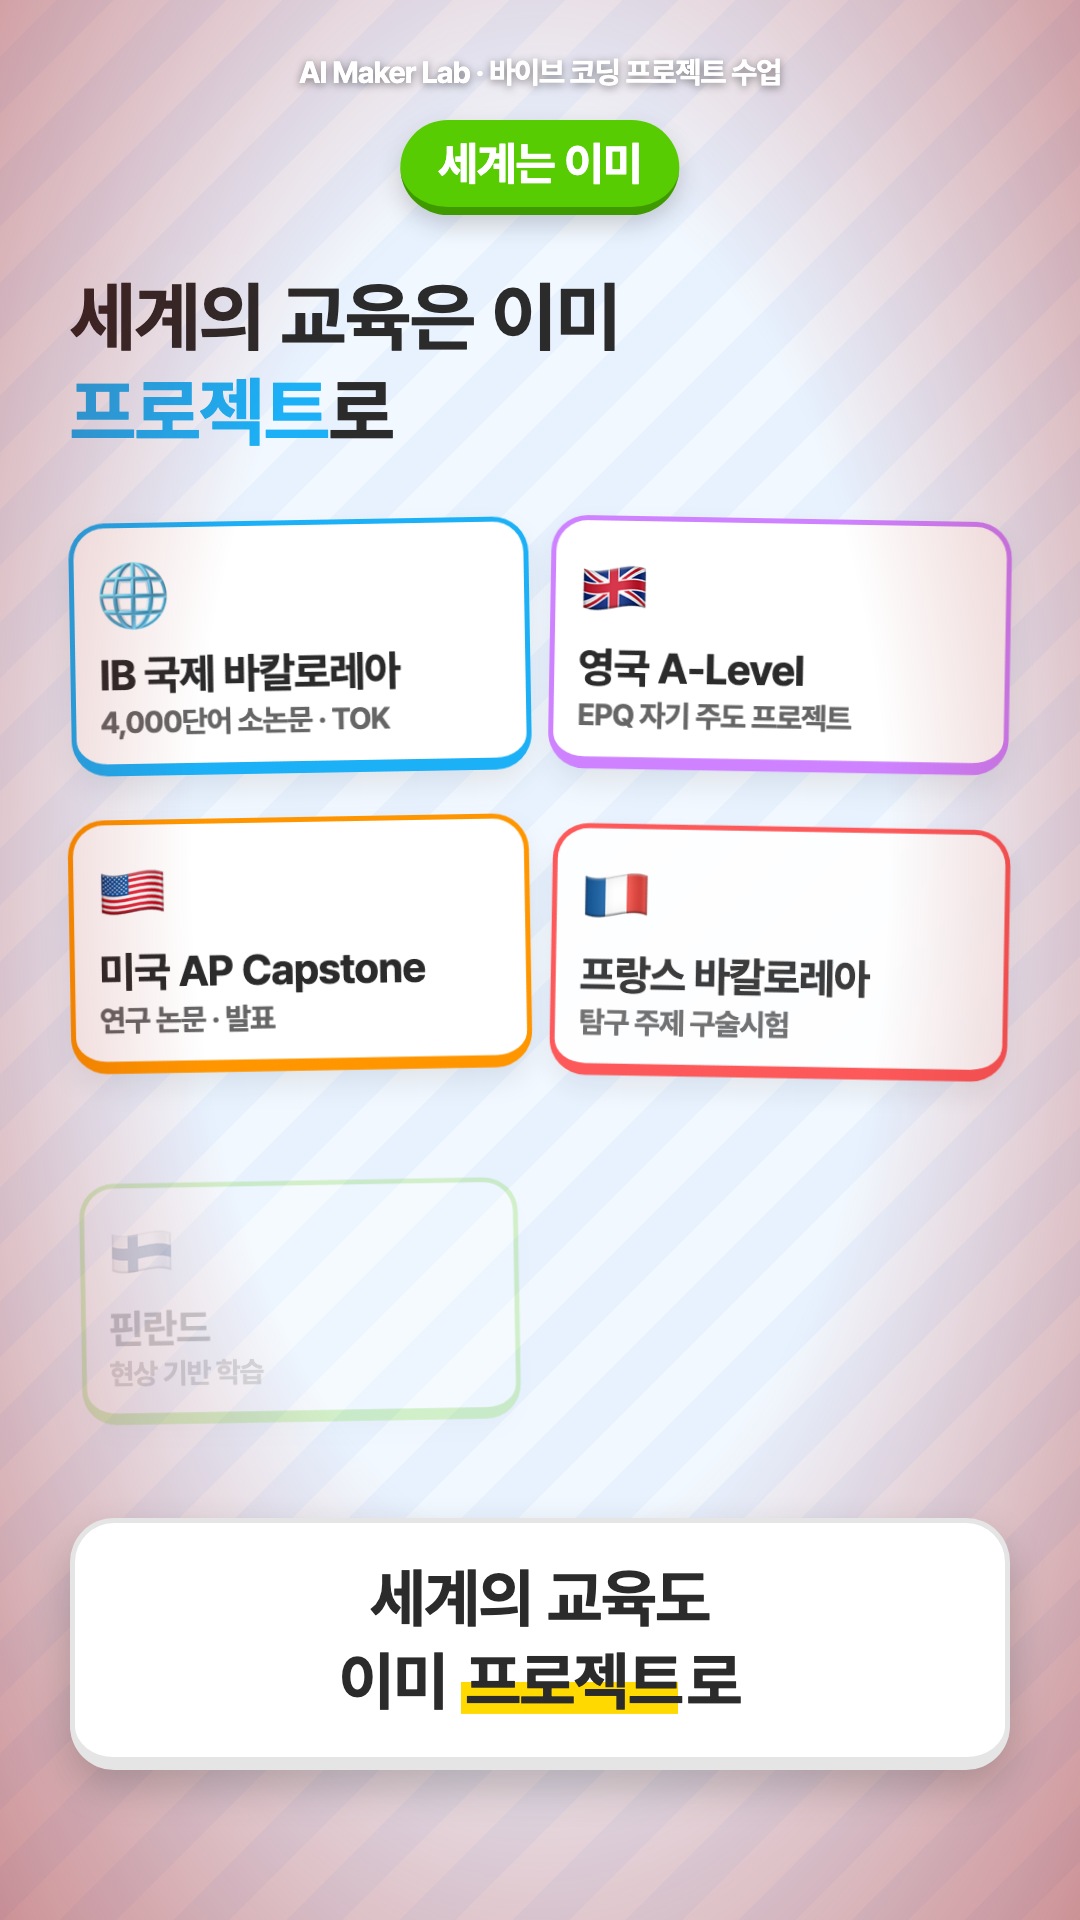 AI Maker Lab · 바이브 코딩 프로젝트 수업
세계는 이미
세계의 교육은 이미
프로젝트로
IB 국제 바칼로레아
4,000단어 소논문 · TOK
영국 A-Level
EPQ 자기 주도 프로젝트
미국 AP Capstone
연구 논문 · 발표
프랑스 바칼로레아
탐구 주제 구술시험
핀란드
현상 기반 학습
세계의 교육도
이미 프로젝트로